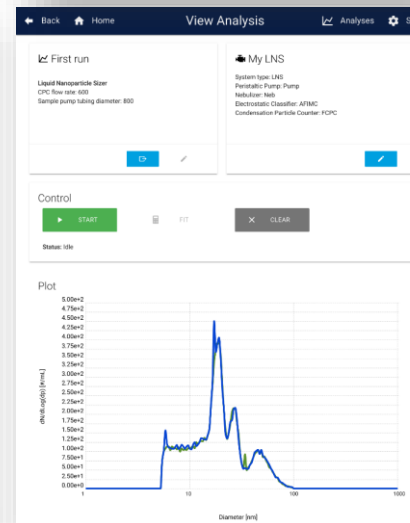 Back Home View Analysis Analyses
First run
Liquid Nanoparticle Sizer
CPC flow rate: 600
Sample pump tubing diameter: 800
My LNS
System type: LNS
Peristaltic Pump: Pump
Nebulizer: Neb
Electrostatic Classifier: AFIMC
Condensation Particle Counter: FCPC
Control
START FIT CLEAR
Status: Idle
Plot
5.00e+2
4.75e+2
4.50e+2
4.25e+2
4.00e+2
3.75e+2
3.50e+2
3.25e+2
3.00e+2
2.75e+2
2.50e+2
2.25e+2
2.00e+2
1.75e+2
1.50e+2
1.25e+2
1.00e+2
7.50e+1
5.00e+1
2.50e+1
0.00e+0
dN/dLog(dp) [#/mL]
1 10 100 1000
Diameter [nm]